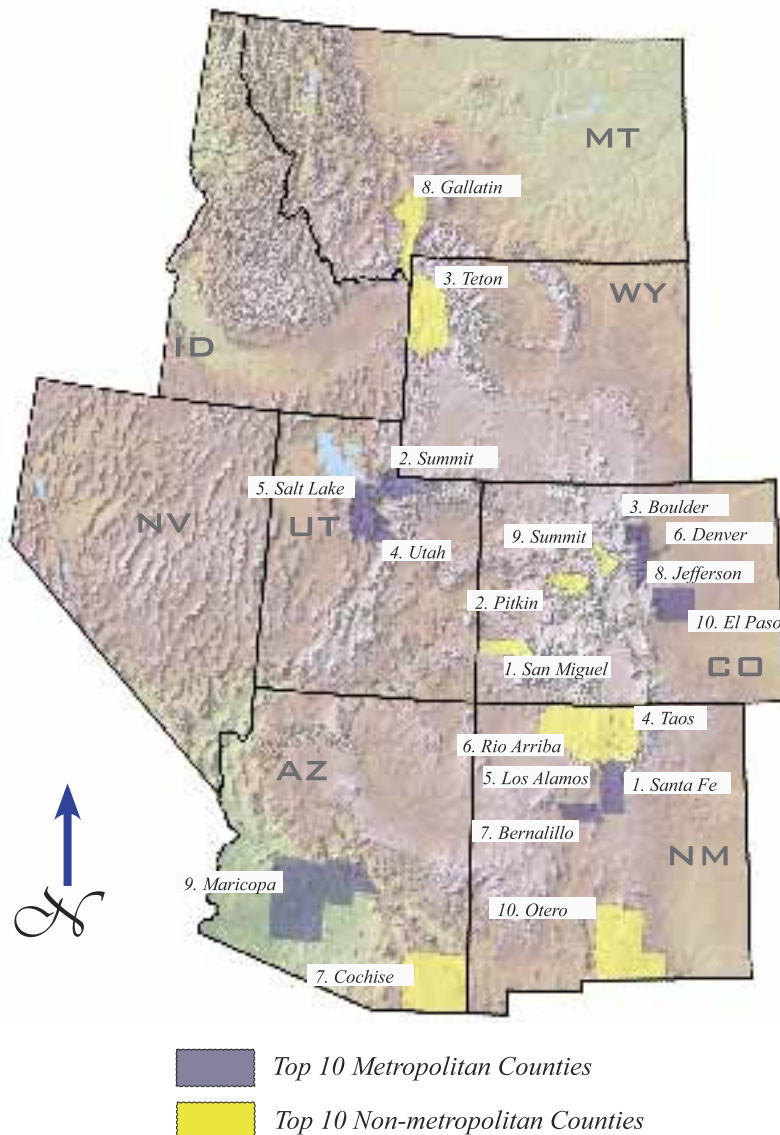 MT
8. Gallatin
3. Teton
WY
ID
2. Summit
5. Salt Lake
3. Boulder
NV
UT
9. Summit
6. Denver
4. Utah
8. Jefferson
2. Pitkin
10. El Paso
1. San Miguel
CO
4. Taos
6. Rio Arriba
AZ
5. Los Alamos
1. Santa Fe
7. Bernalillo
NM
9. Maricopa
N
10. Otero
7. Cochise
Top 10 Metropolitan Counties
Top 10 Non-metropolitan Counties